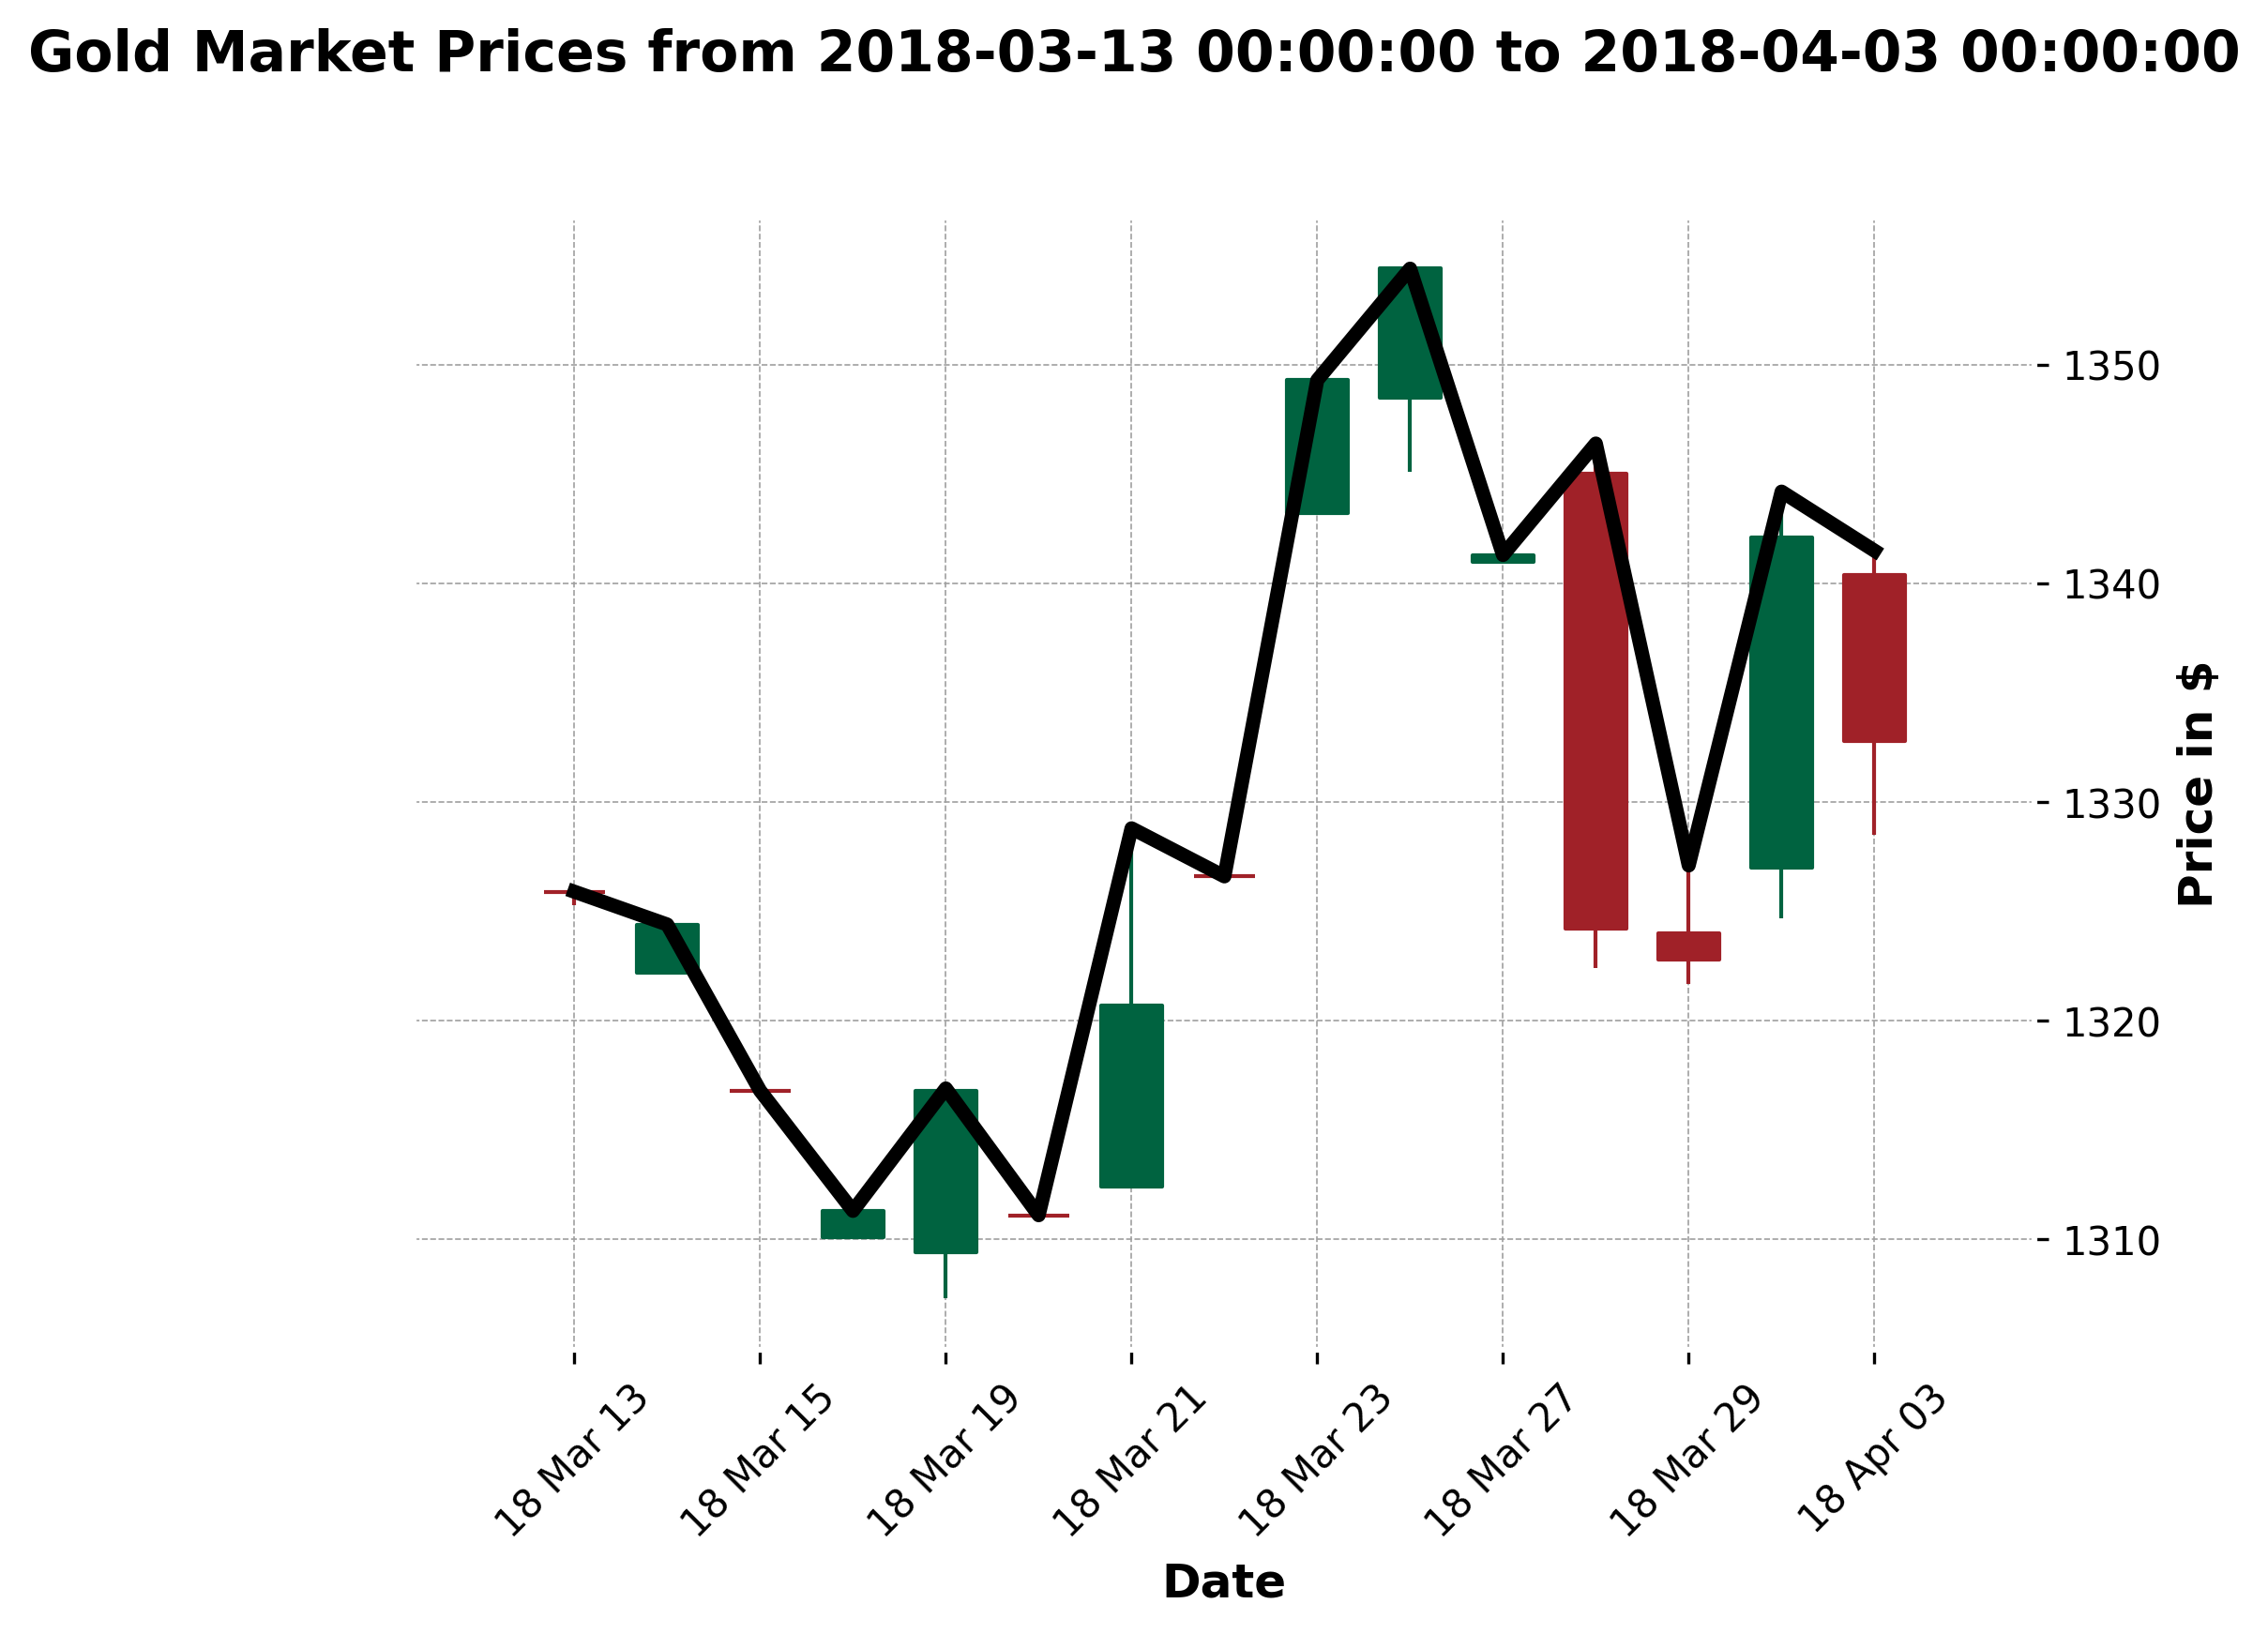 Gold Market Prices from 2018-03-13 00:00:00 to 2018-04-03 00:00:00
1350
1340
1330
1320
1310
Price in $
18 Mar 13
18 Mar 15
18 Mar 19
18 Mar 21
18 Mar 23
18 Mar 27
18 Mar 29
18 Apr 03
Date